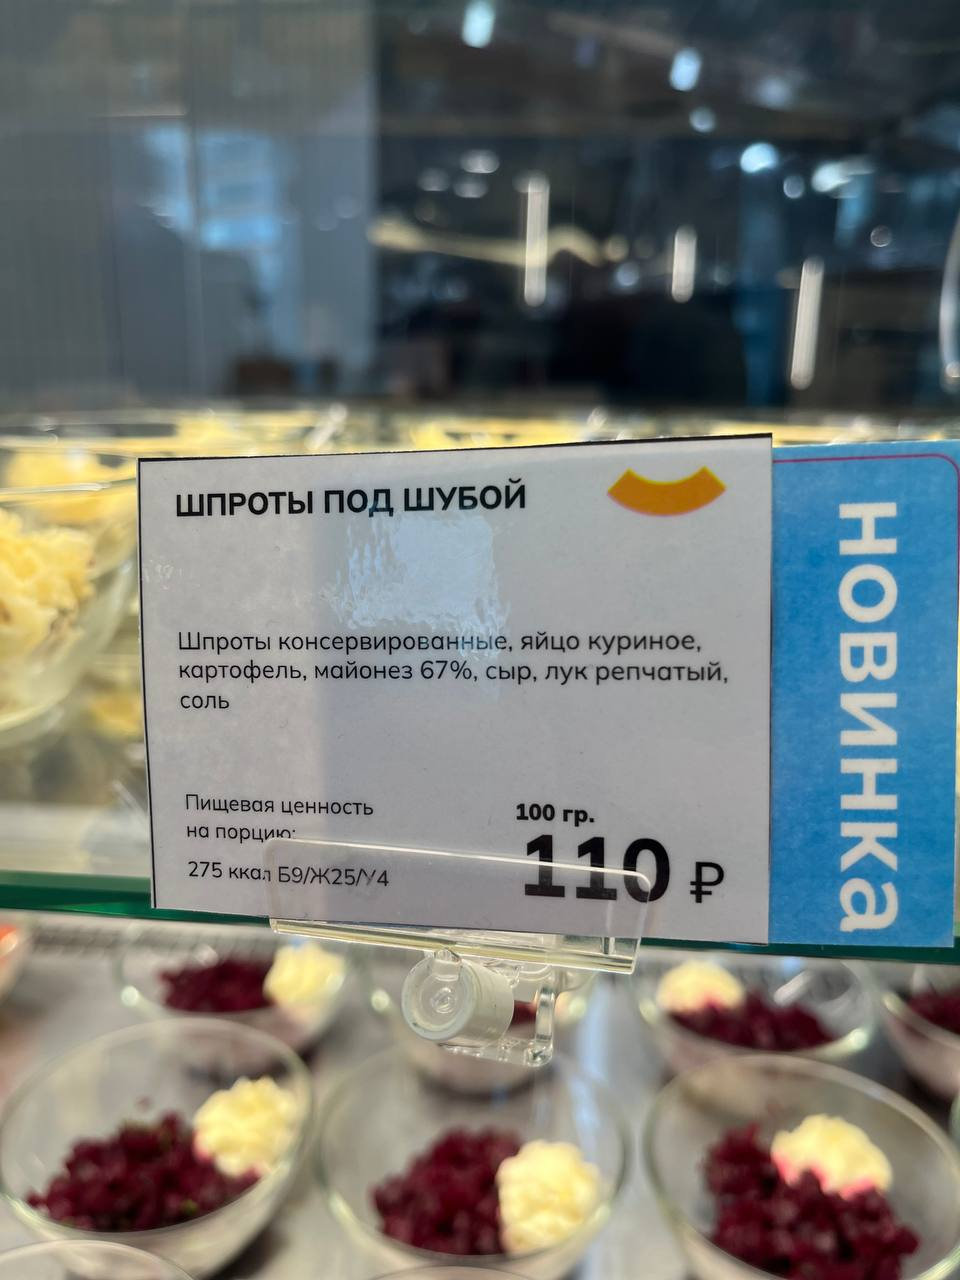 ШПРОТЫ ПОД ШУБОЙ
Шпроты консервированные, яйцо куриное,
картофель, майонез 67%, сыр, лук репчатый,
соль
Пищевая ценность
на порцию:
275 ккал Б9/Ж25/У4
100 гр.
110 ₽
НОВИНКа